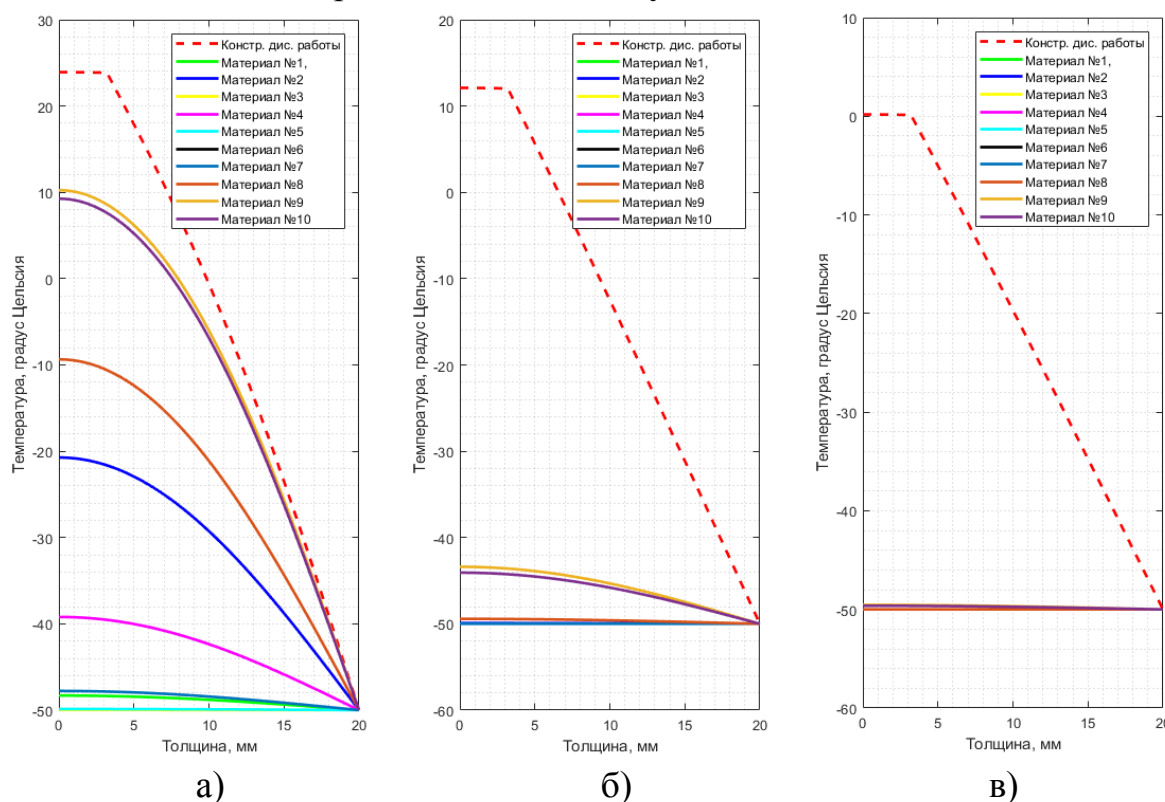 30
20
10
0
-10
-20
-30
-40
-50
0
5
10
15
20
Температура, градус Цельсия
Толщина, мм
Констр. дис. работы
Материал №1,
Материал №2
Материал №3
Материал №4
Материал №5
Материал №6
Материал №7
Материал №8
Материал №9
Материал №10
а)
20
10
0
-10
-20
-30
-40
-50
-60
0
5
10
15
20
Температура, градус Цельсия
Толщина, мм
Констр. дис. работы
Материал №1,
Материал №2
Материал №3
Материал №4
Материал №5
Материал №6
Материал №7
Материал №8
Материал №9
Материал №10
б)
10
0
-10
-20
-30
-40
-50
-60
0
5
10
15
20
Температура, градус Цельсия
Толщина, мм
Констр. дис. работы
Материал №1,
Материал №2
Материал №3
Материал №4
Материал №5
Материал №6
Материал №7
Материал №8
Материал №9
Материал №10
в)